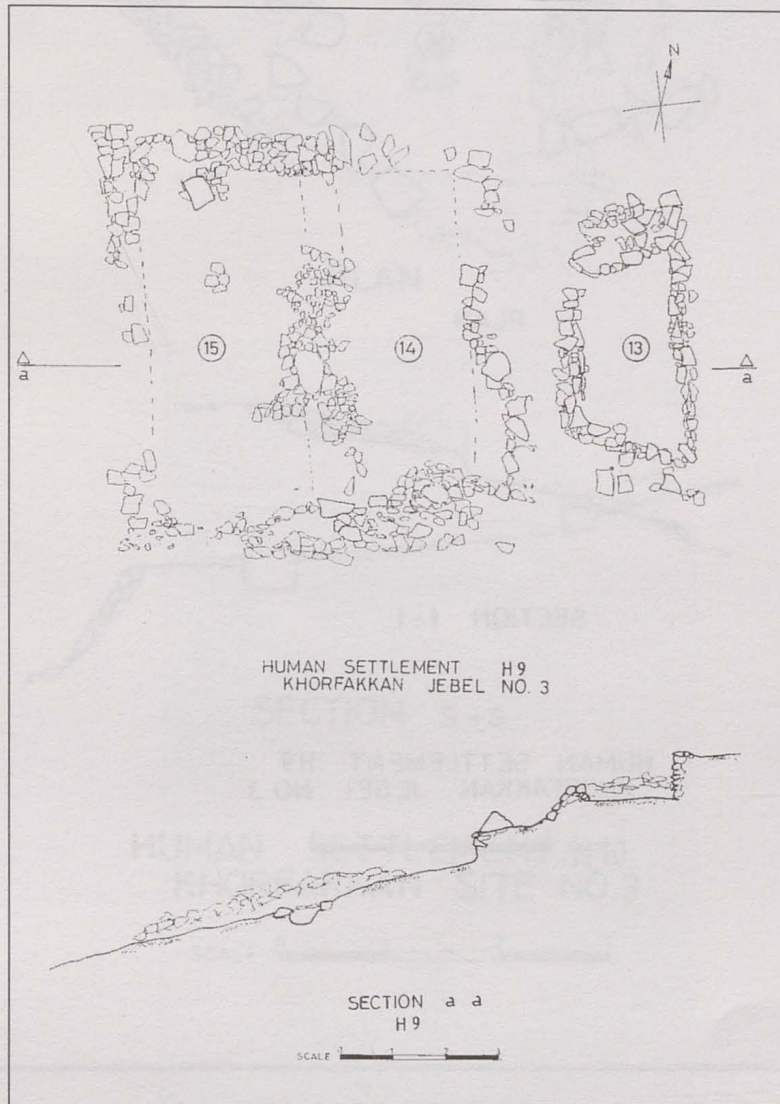 N
15
14
13
a
a
HUMAN SETTLEMENT H9
KHORFAKKAN JEBEL NO. 3
SECTION a a
H9
SCALE